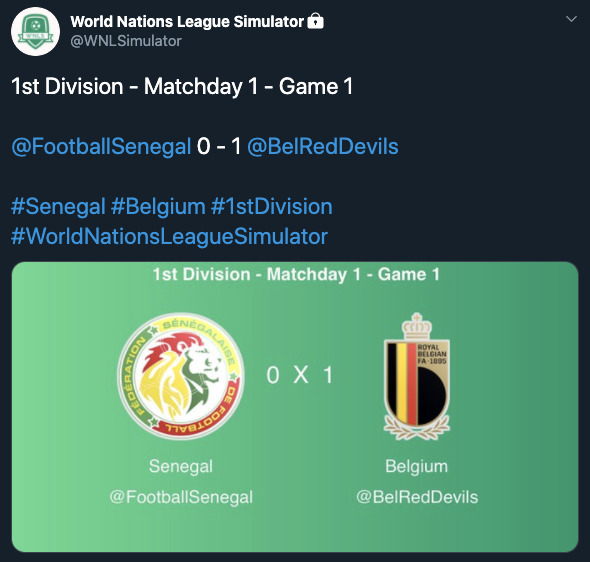 World Nations League Simulator
@WNLSimulator
1st Division - Matchday 1 - Game 1
@FootballSenegal 0 - 1 @BelRedDevils
#Senegal #Belgium #1stDivision
#WorldNationsLeagueSimulator
1st Division - Matchday 1 - Game 1
FÉDÉRATION SÉNÉGALAISE DE FOOTBALL
ROYAL
BELGIAN
FA·1895
0 X 1
Senegal
Belgium
@FootballSenegal
@BelRedDevils